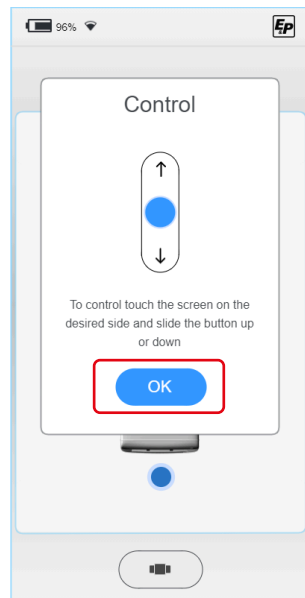 96%
EP
Control
To control touch the screen on the
desired side and slide the button up
or down
OK